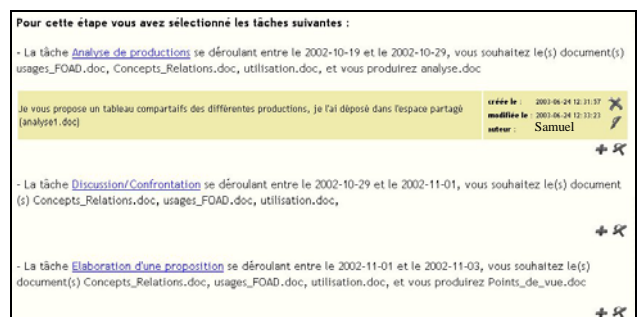 Pour cette étape vous avez sélectionné les tâches suivantes :
- La tâche Analyse de productions se déroulant entre le 2002-10-19 et le 2002-10-29, vous souhaitez le(s) document(s)
usages_FOAD.doc, Concepts_Relations.doc, utilisation.doc, et vous produirez analyse.doc
Je vous propose un tableau compartaifs des différentes productions, je l'ai déposé dans l'espace partagé
(analyse1.doc)
créée le : 2003-06-24 12:31:57
modifiée le : 2003-06-24 12:33:23
auteur : Samuel
- La tâche Discussion/Confrontation se déroulant entre le 2002-10-29 et le 2002-11-01, vous souhaitez le(s) document
(s) Concepts_Relations.doc, usages_FOAD.doc, utilisation.doc,
- La tâche Elaboration d'une proposition se déroulant entre le 2002-11-01 et le 2002-11-03, vous souhaitez le(s)
document(s) Concepts_Relations.doc, usages_FOAD.doc, utilisation.doc, et vous produirez Points_de_vue.doc